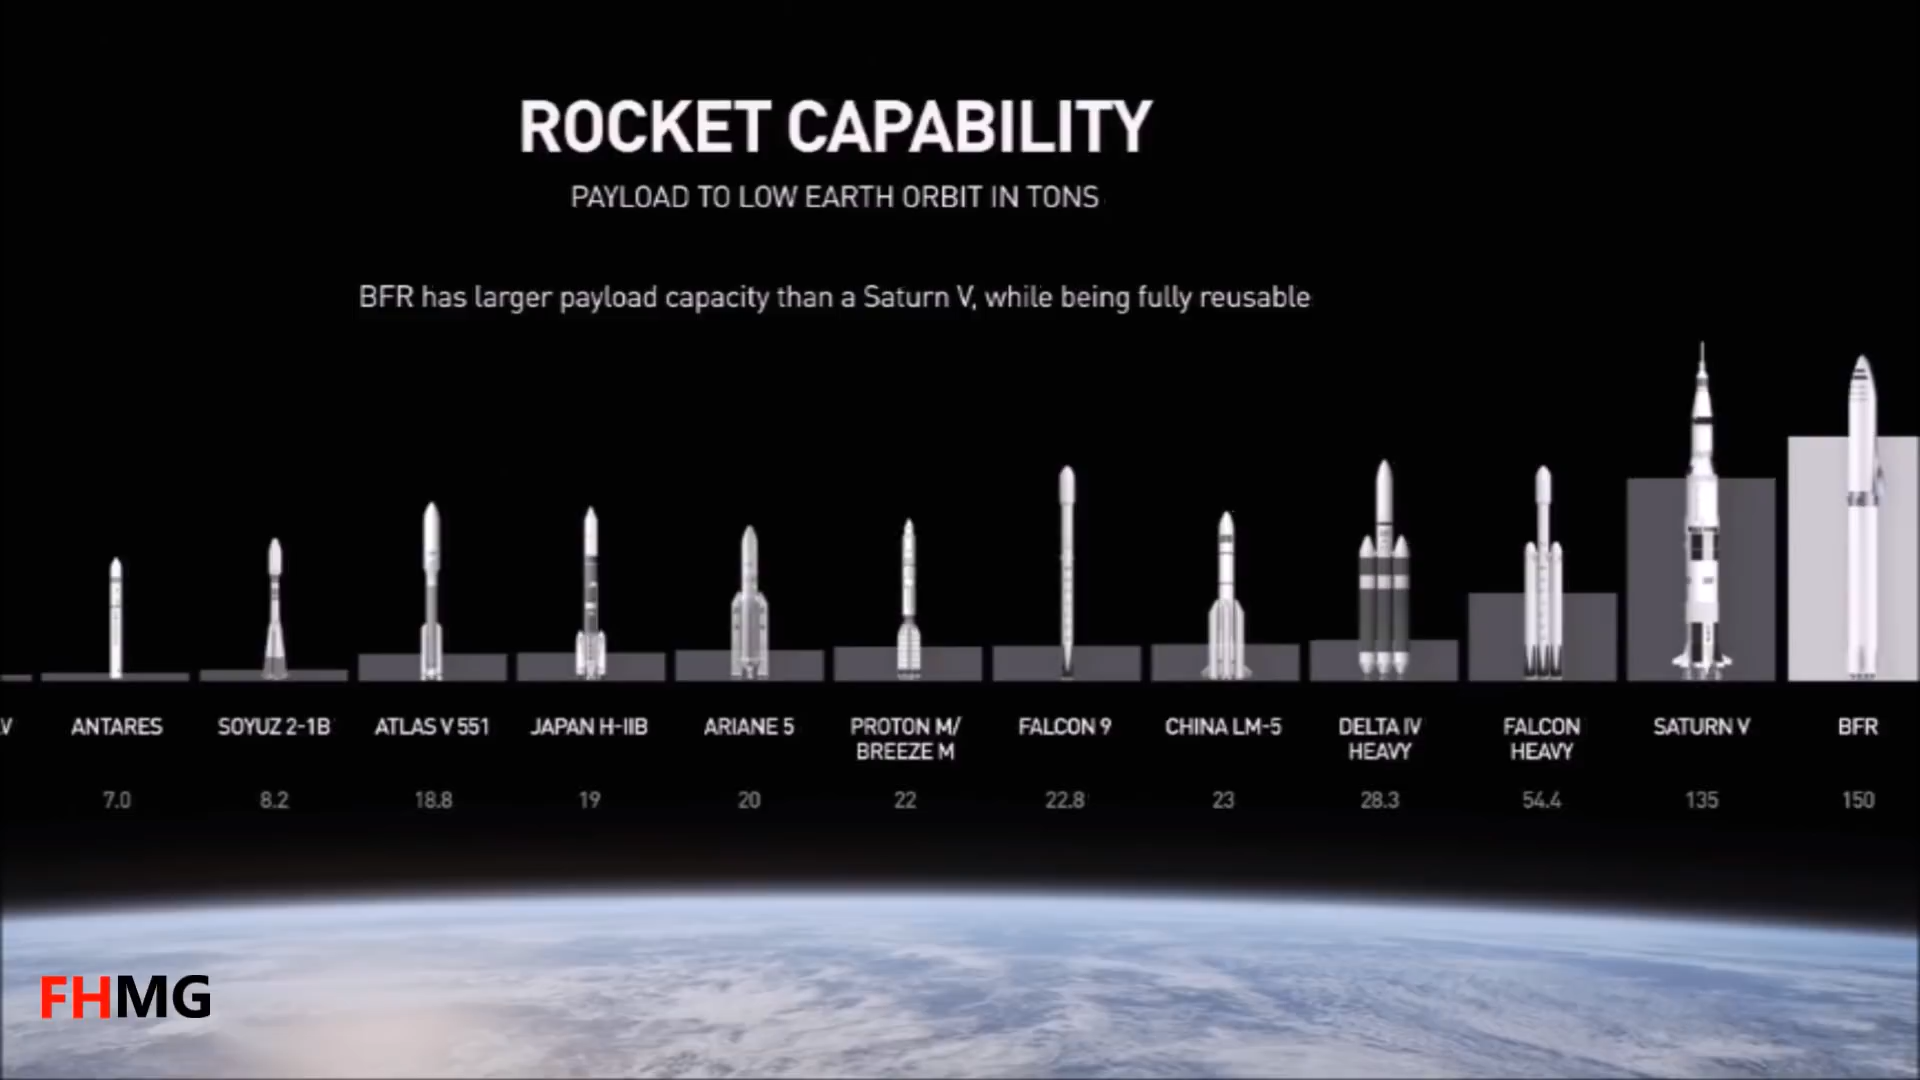 ROCKET CAPABILITY
PAYLOAD TO LOW EARTH ORBIT IN TONS
BFR has larger payload capacity than a Saturn V, while being fully reusable
V ANTARES SOYUZ 2-1B ATLAS V 551 JAPAN H-IIB ARIANE 5 PROTON M/ FALCON 9 CHINA LM-5 DELTA IV FALCON SATURN V BFR
BREEZE M HEAVY HEAVY
7.0 8.2 18.8 19 20 22 22.8 23 28.3 54.4 135 150
FHMG